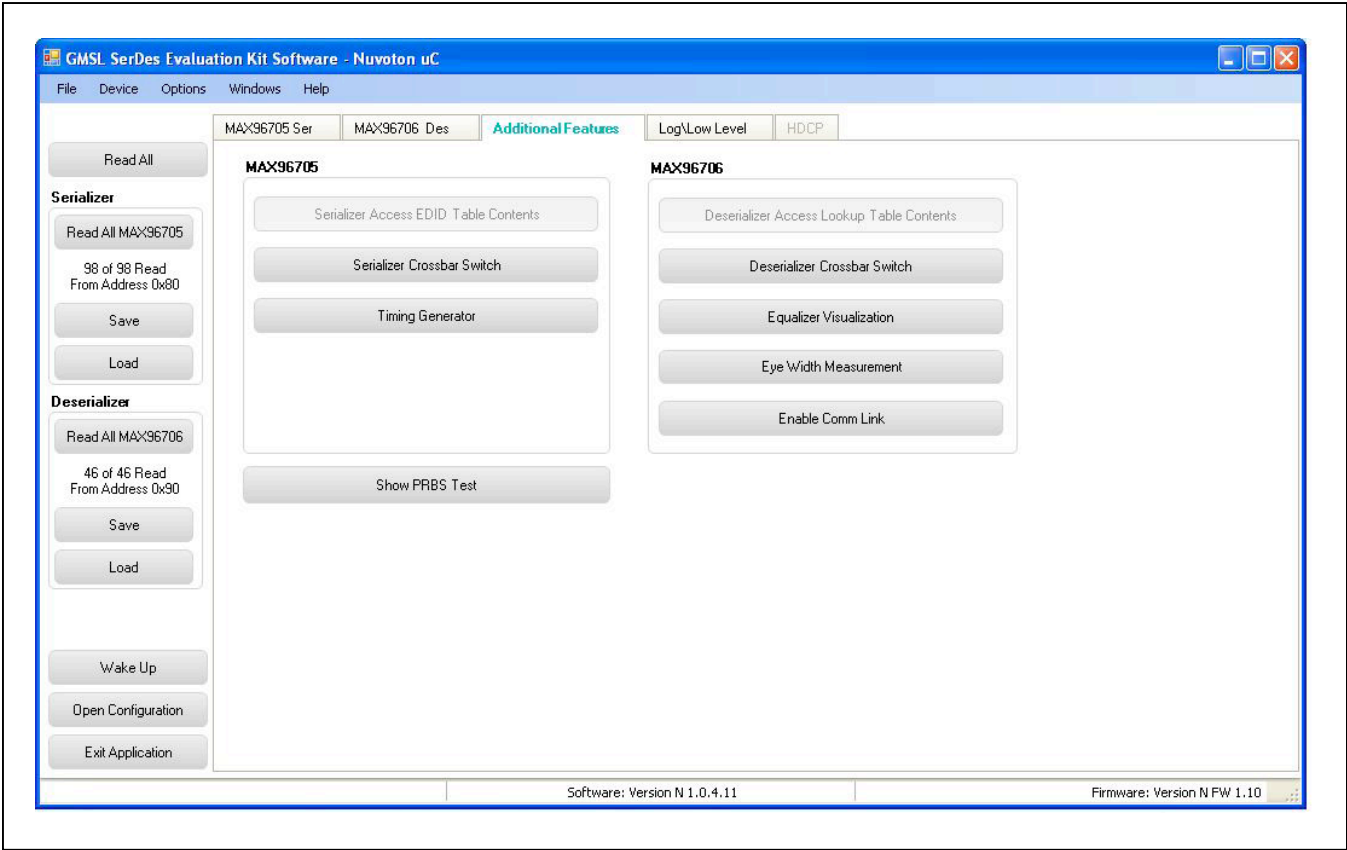 GMSL SerDes Evaluation Kit Software - Nuvoton uC
File Device Options Windows Help
MAX96705 Ser MAX96706 Des Additional Features Log\Low Level HDCP
Read All
Serializer
Read All MAX96705
98 of 98 Read
From Address 0x80
Save
Load
Deserializer
Read All MAX96706
46 of 46 Read
From Address 0x90
Save
Load
Wake Up
Open Configuration
Exit Application
MAX96705
Serializer Access EDID Table Contents
Serializer Crossbar Switch
Timing Generator
Show PRBS Test
MAX96706
Deserializer Access Lookup Table Contents
Deserializer Crossbar Switch
Equalizer Visualization
Eye Width Measurement
Enable Comm Link
Software: Version N 1.0.4.11
Firmware: Version N FW 1.10